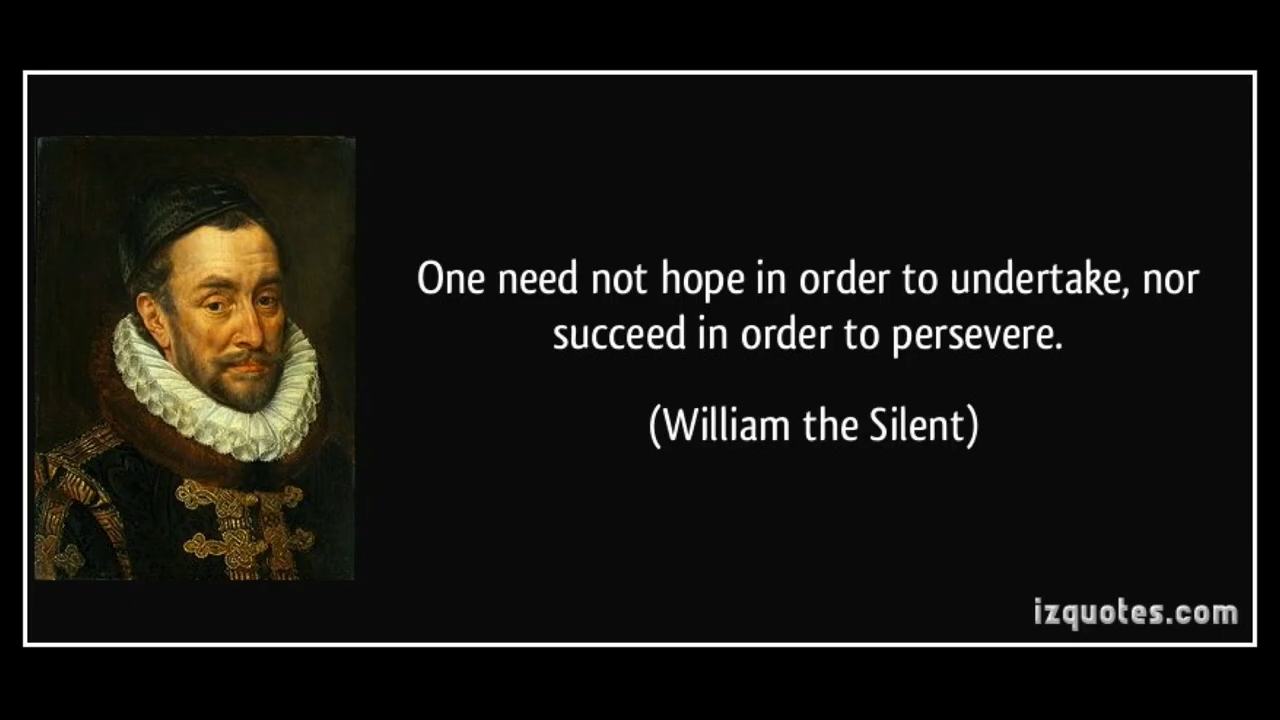 One need not hope in order to undertake, nor
succeed in order to persevere.
(William the Silent)
izquotes.com